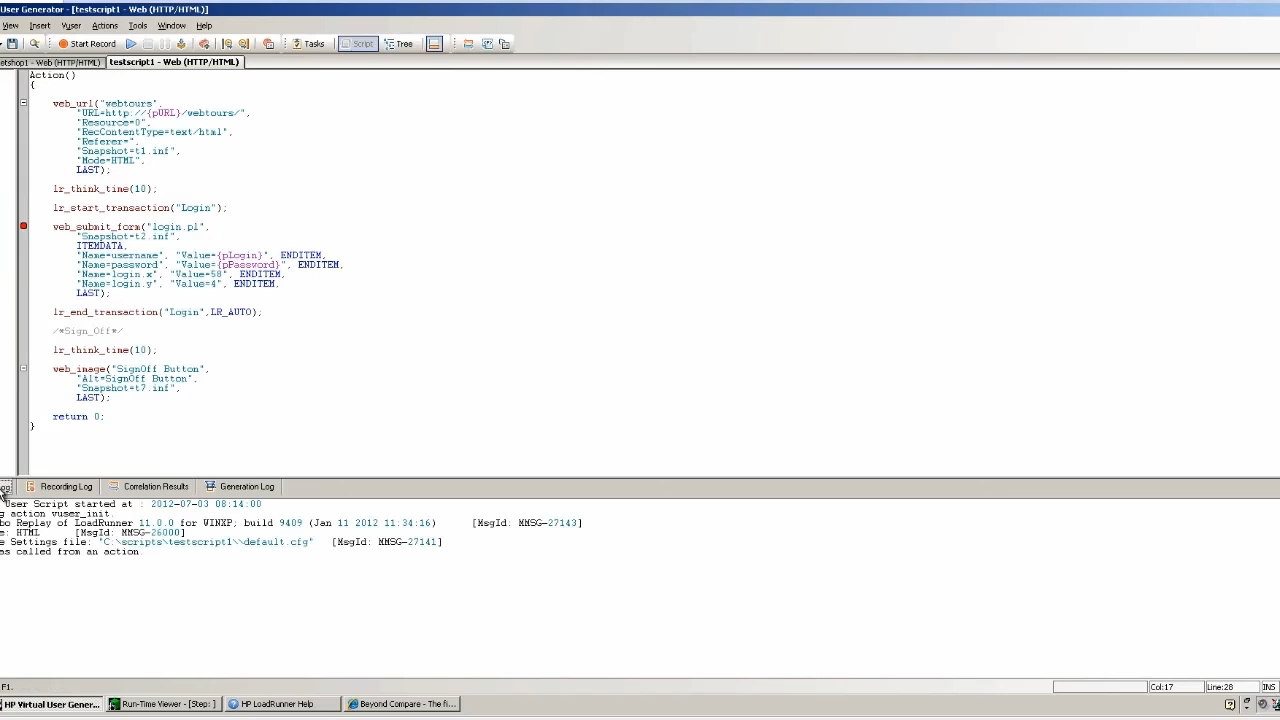 User Generator - [testscript1 - Web (HTTP/HTML)]
View Insert Vuser Actions Tools Window Help
Start Record Tasks Script Tree
etshop1 - Web (HTTP/HTML) testscript1 - Web (HTTP/HTML)
Action()
{
web_url("webtours",
"URL=http://{pURL}/webtours/",
"Resource=0",
"RecContentType=text/html",
"Referer=",
"Snapshot=t1.inf",
"Mode=HTML",
LAST);
lr_think_time(10);
lr_start_transaction("Login");
web_submit_form("login.pl",
"Snapshot=t2.inf",
ITEMDATA,
"Name=username", "Value={pLogin}", ENDITEM,
"Name=password", "Value={pPassword}", ENDITEM,
"Name=login.x", "Value=58", ENDITEM,
"Name=login.y", "Value=4", ENDITEM,
LAST);
lr_end_transaction("Login",LR_AUTO);
/*Sign_Off*/
lr_think_time(10);
web_image("SignOff Button",
"Alt=SignOff Button",
"Snapshot=t7.inf",
LAST);
return 0;
}
Recording Log Correlation Results Generation Log
User Script started at : 2012-07-03 08:14:00
g action vuser_init.
bo Replay of LoadRunner 11.0.0 for WINXP; build 9409 (Jan 11 2012 11:34:16) [MsgId: MMSG-27143]
e: HTML [MsgId: MMSG-26000]
e Settings file: "C:\scripts\testscript1\\default.cfg" [MsgId: MMSG-27141]
as called from an action.
F1. Col:17 Line:28 INS
HP Virtual User Gener... Run-Time Viewer - [Step: ] HP LoadRunner Help Beyond Compare - The fi...